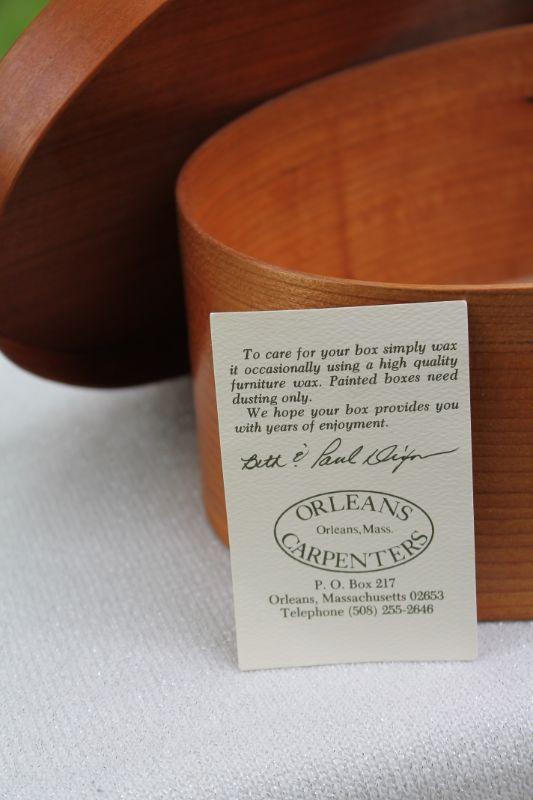 To care for your box simply wax
it occasionally using a high quality
furniture wax. Painted boxes need
dusting only.
We hope your box provides you
with years of enjoyment.
Beth & Paul Dixon
ORLEANS
Orleans, Mass.
CARPENTERS
P. O. Box 217
Orleans, Massachusetts 02653
Telephone (508) 255-2646